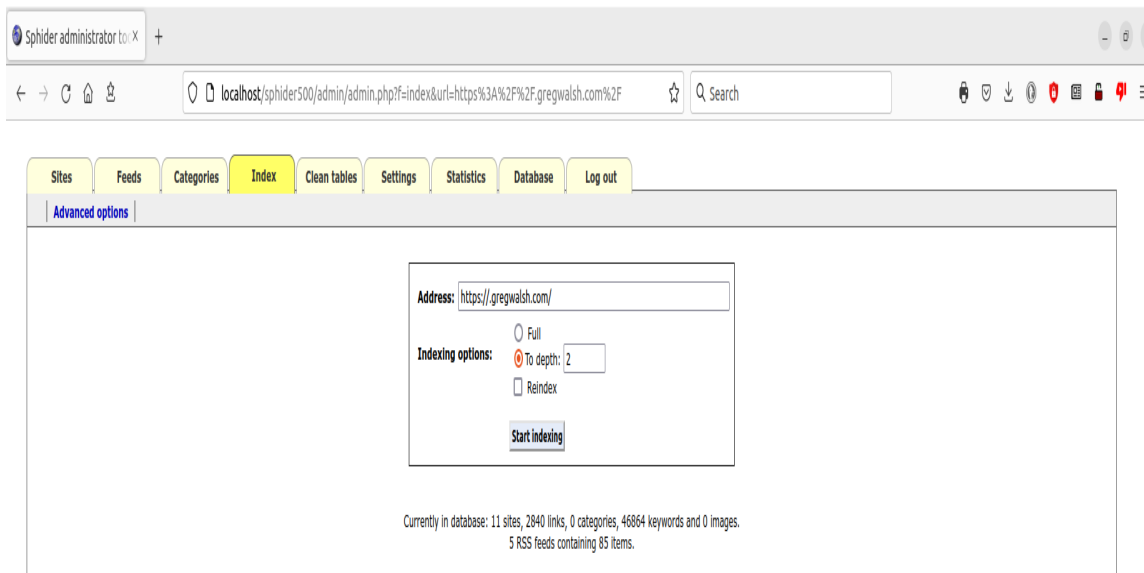 Sphider administrator to
localhost/sphider500/admin/admin.php?f=index&url=https%3A%2F%2F.gregwalsh.com%2F
Search
Sites Feeds Categories Index Clean tables Settings Statistics Database Log out
Advanced options
Address: https://.gregwalsh.com/
Full
Indexing options: To depth: 2
Reindex
Start indexing
Currently in database: 11 sites, 2840 links, 0 categories, 46864 keywords and 0 images.
5 RSS feeds containing 85 items.